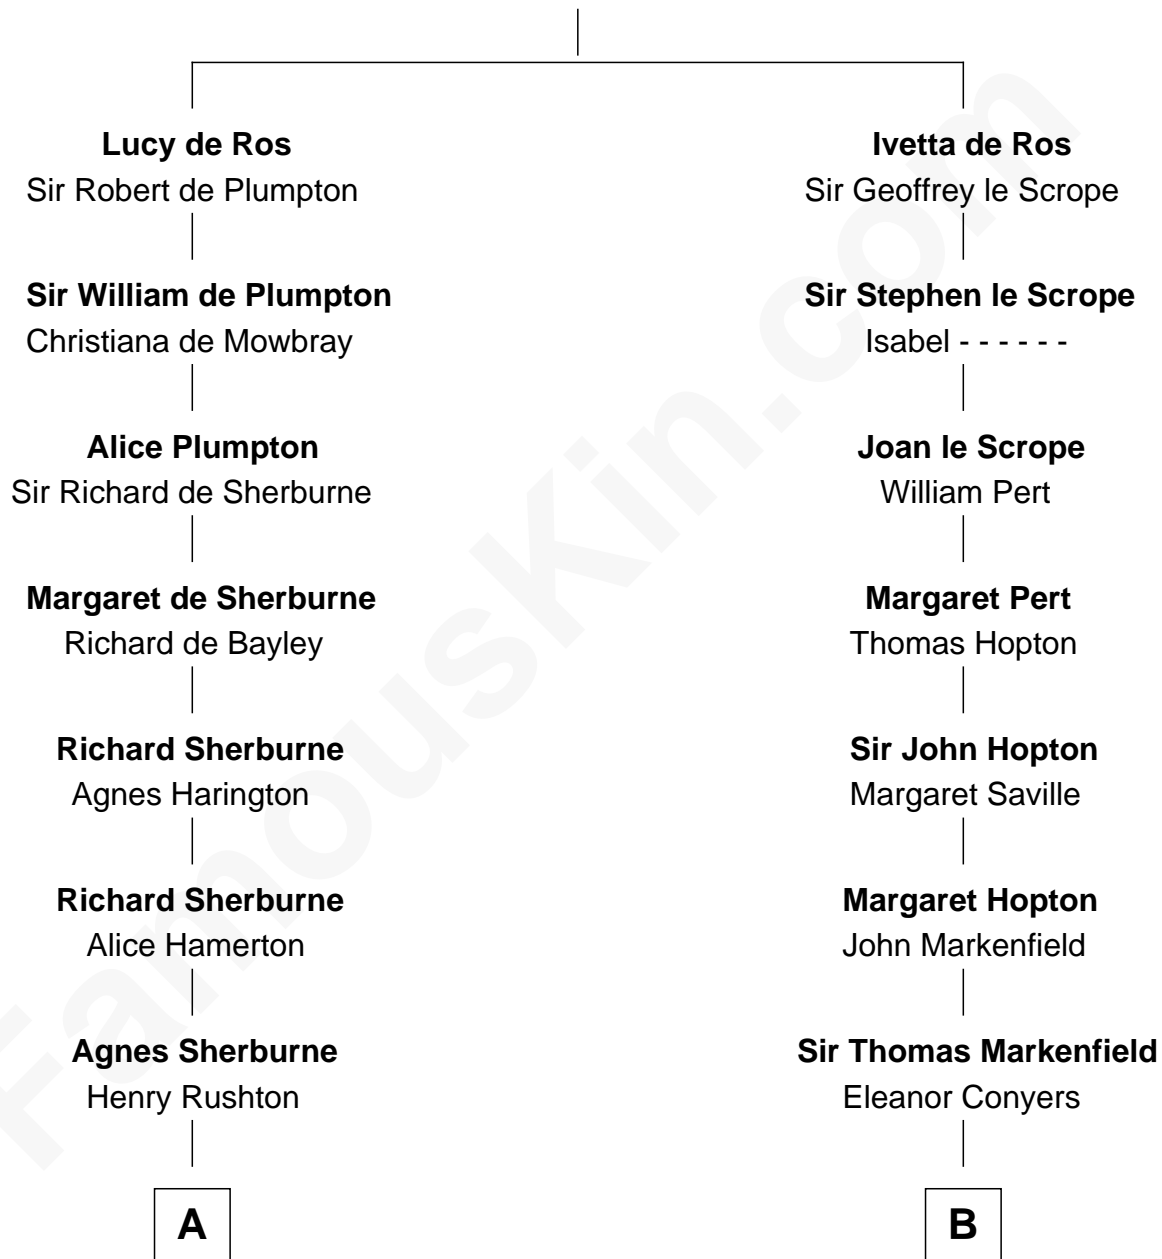 Lucy de Ros
Sir Robert de Plumpton
Sir William de Plumpton
Christiana de Mowbray
Alice Plumpton
Sir Richard de Sherburne
Margaret de Sherburne
Richard de Bayley
Richard Sherburne
Agnes Harington
Richard Sherburne
Alice Hamerton
Agnes Sherburne
Henry Rushton
A
Ivetta de Ros
Sir Geoffrey le Scrope
Sir Stephen le Scrope
Isabel - - - - - -
Joan le Scrope
William Pert
Margaret Pert
Thomas Hopton
Sir John Hopton
Margaret Saville
Margaret Hopton
John Markenfield
Sir Thomas Markenfield
Eleanor Conyers
B
FamousKin.com